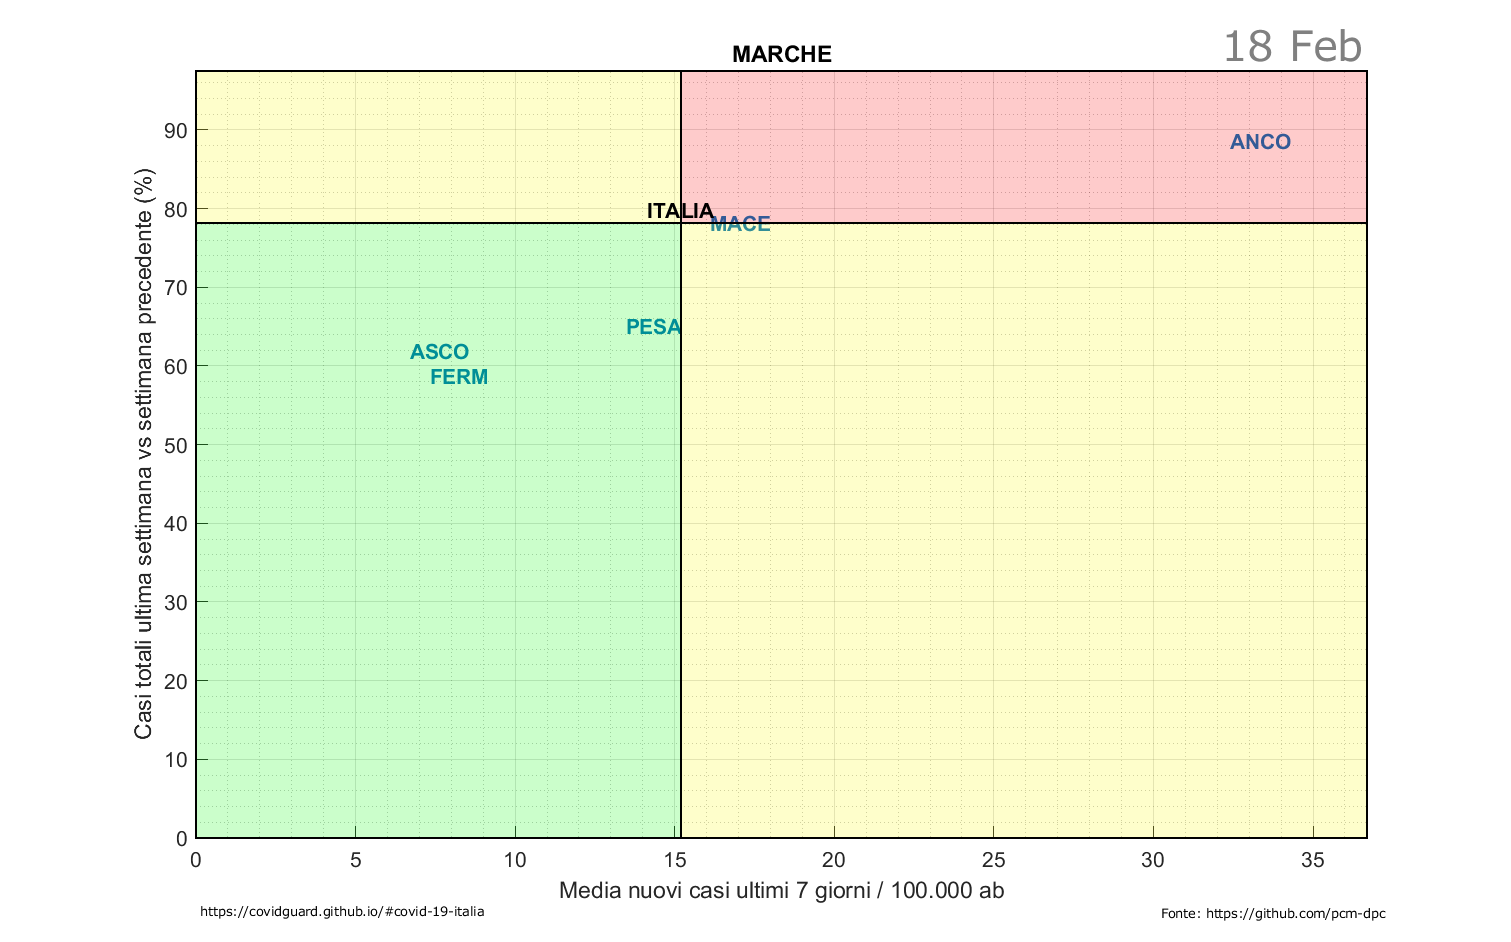 MARCHE
18 Feb
Casi totali ultima settimana vs settimana precedente (%)
90
80
70
60
50
40
30
20
10
0
ANCO
ITALIA
MACE
PESA
ASCO
FERM
0 5 10 15 20 25 30 35
Media nuovi casi ultimi 7 giorni / 100.000 ab
https://covidguard.github.io/#covid-19-italia
Fonte: https://github.com/pcm-dpc